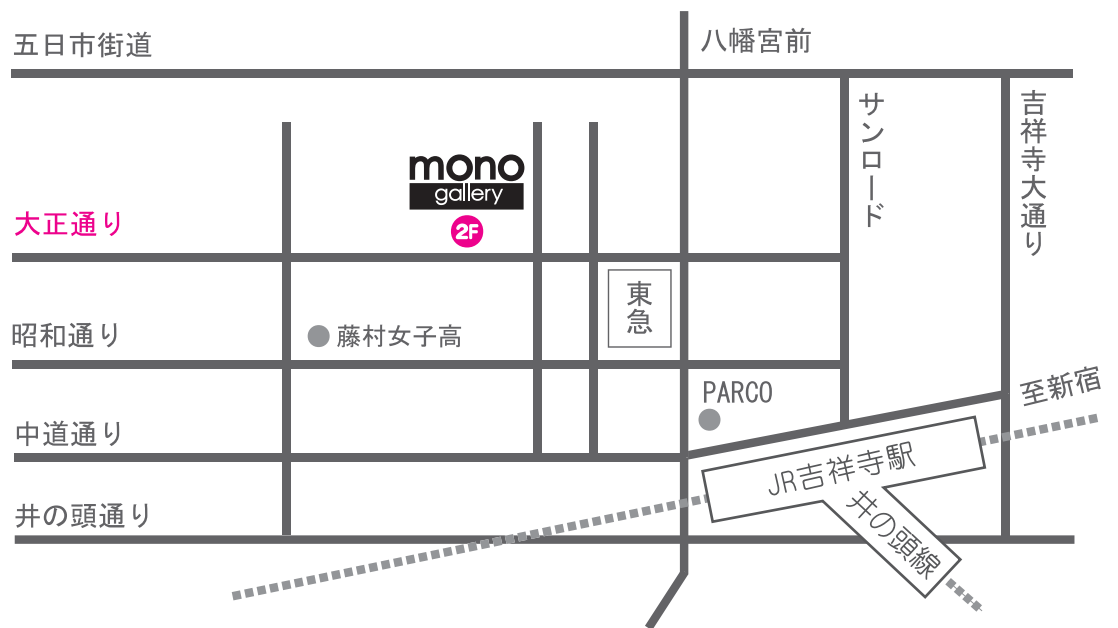 五日市街道
八幡宮前
サンロード
吉祥寺大通り
mono
gallery
2F
大正通り
東急
昭和通り
藤村女子高
PARCO
至新宿
中道通り
JR吉祥寺駅
井の頭線
井の頭通り